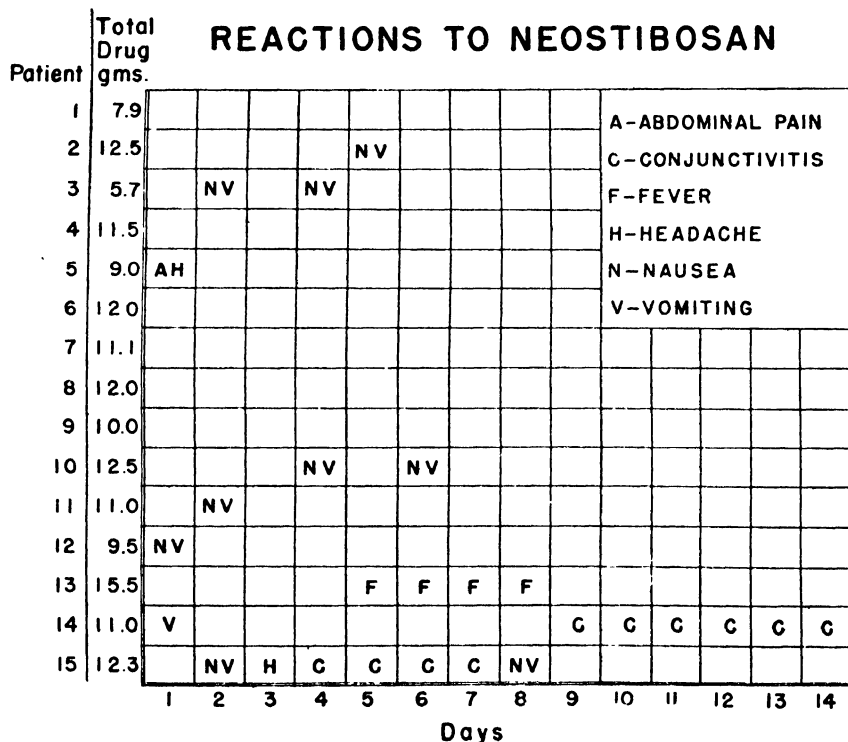 Total
Drug
gms.
REACTIONS TO NEOSTIBOSAN
Patient
1 7.9
2 12.5 NV
3 5.7 NV NV
4 11.5
5 9.0 AH
6 12.0
7 11.1
8 12.0
9 10.0
10 12.5 NV NV
11 11.0 NV
12 9.5 NV
13 15.5 F F F F
14 11.0 V C C C C C C
15 12.3 NV H C C C C NV
A-ABDOMINAL PAIN
C-CONJUNCTIVITIS
F-FEVER
H-HEADACHE
N-NAUSEA
V-VOMITING
1 2 3 4 5 6 7 8 9 10 11 12 13 14
Days